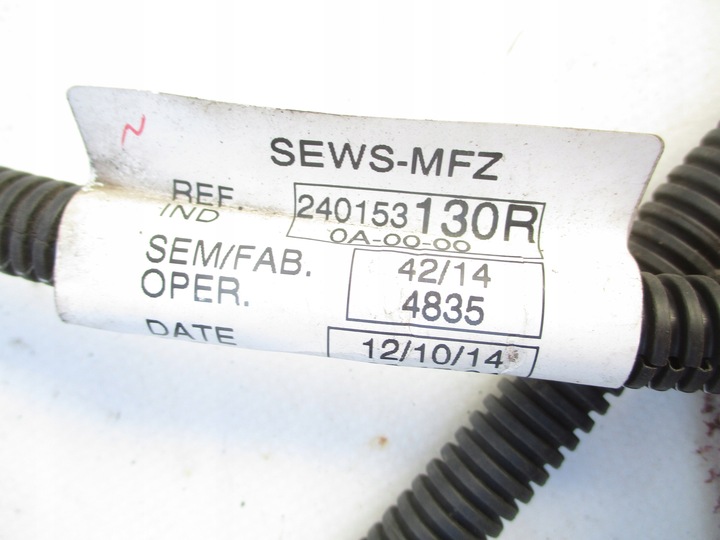 SEWS-MFZ
REF. 240153130R
IND 0A-00-00
SEM/FAB. 42/14
OPER. 4835
DATE 12/10/14